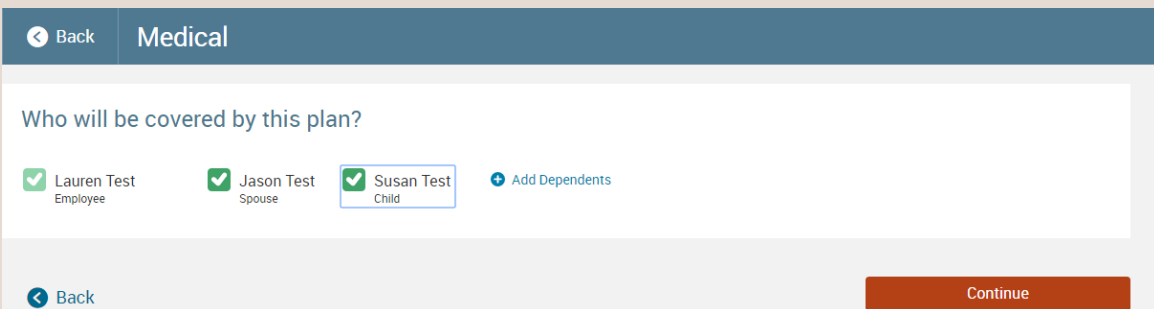 Back Medical
Who will be covered by this plan?
Lauren Test Jason Test Susan Test Add Dependents
Employee Spouse Child
Back Continue